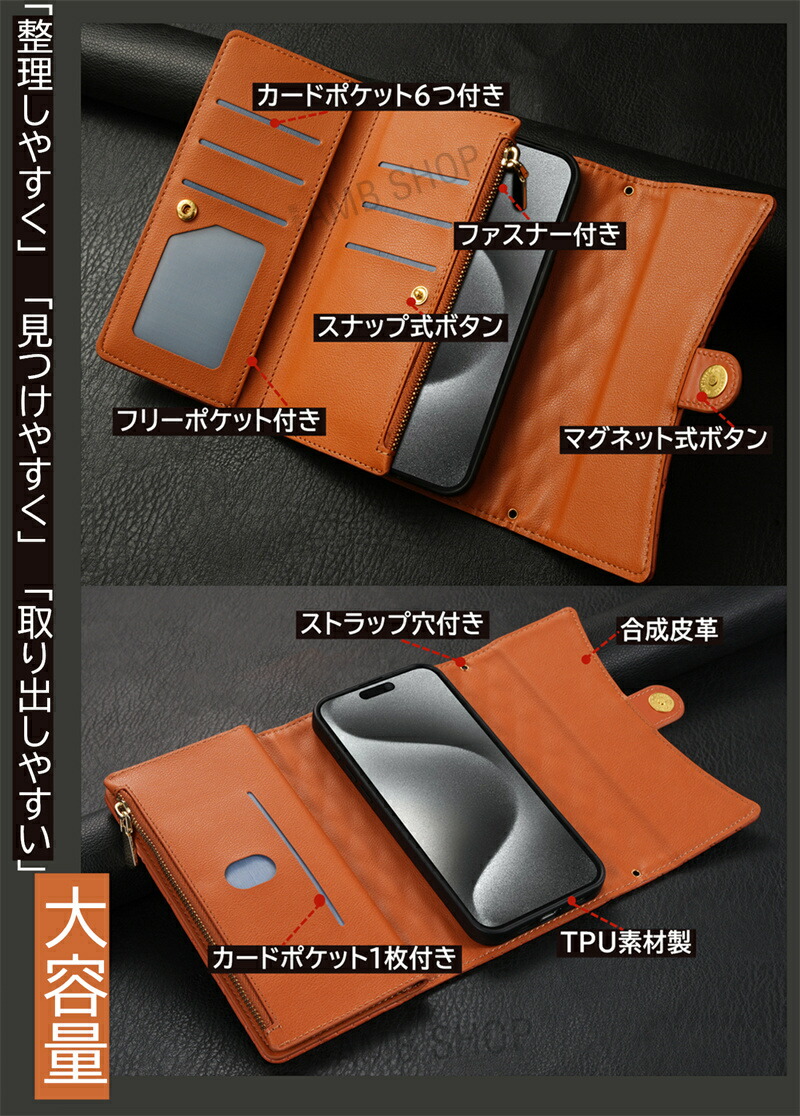 「整理しやすく」
「見つけやすく」
「取り出しやすい」
大容量
カードポケット6つ付き
ファスナー付き
スナップ式ボタン
フリーポケット付き
マグネット式ボタン
ストラップ穴付き
合成皮革
カードポケット1枚付き
TPU素材製